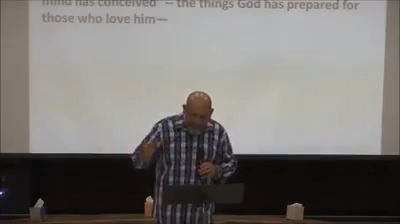 mind has conceived" — the things God has prepared for
those who love him—